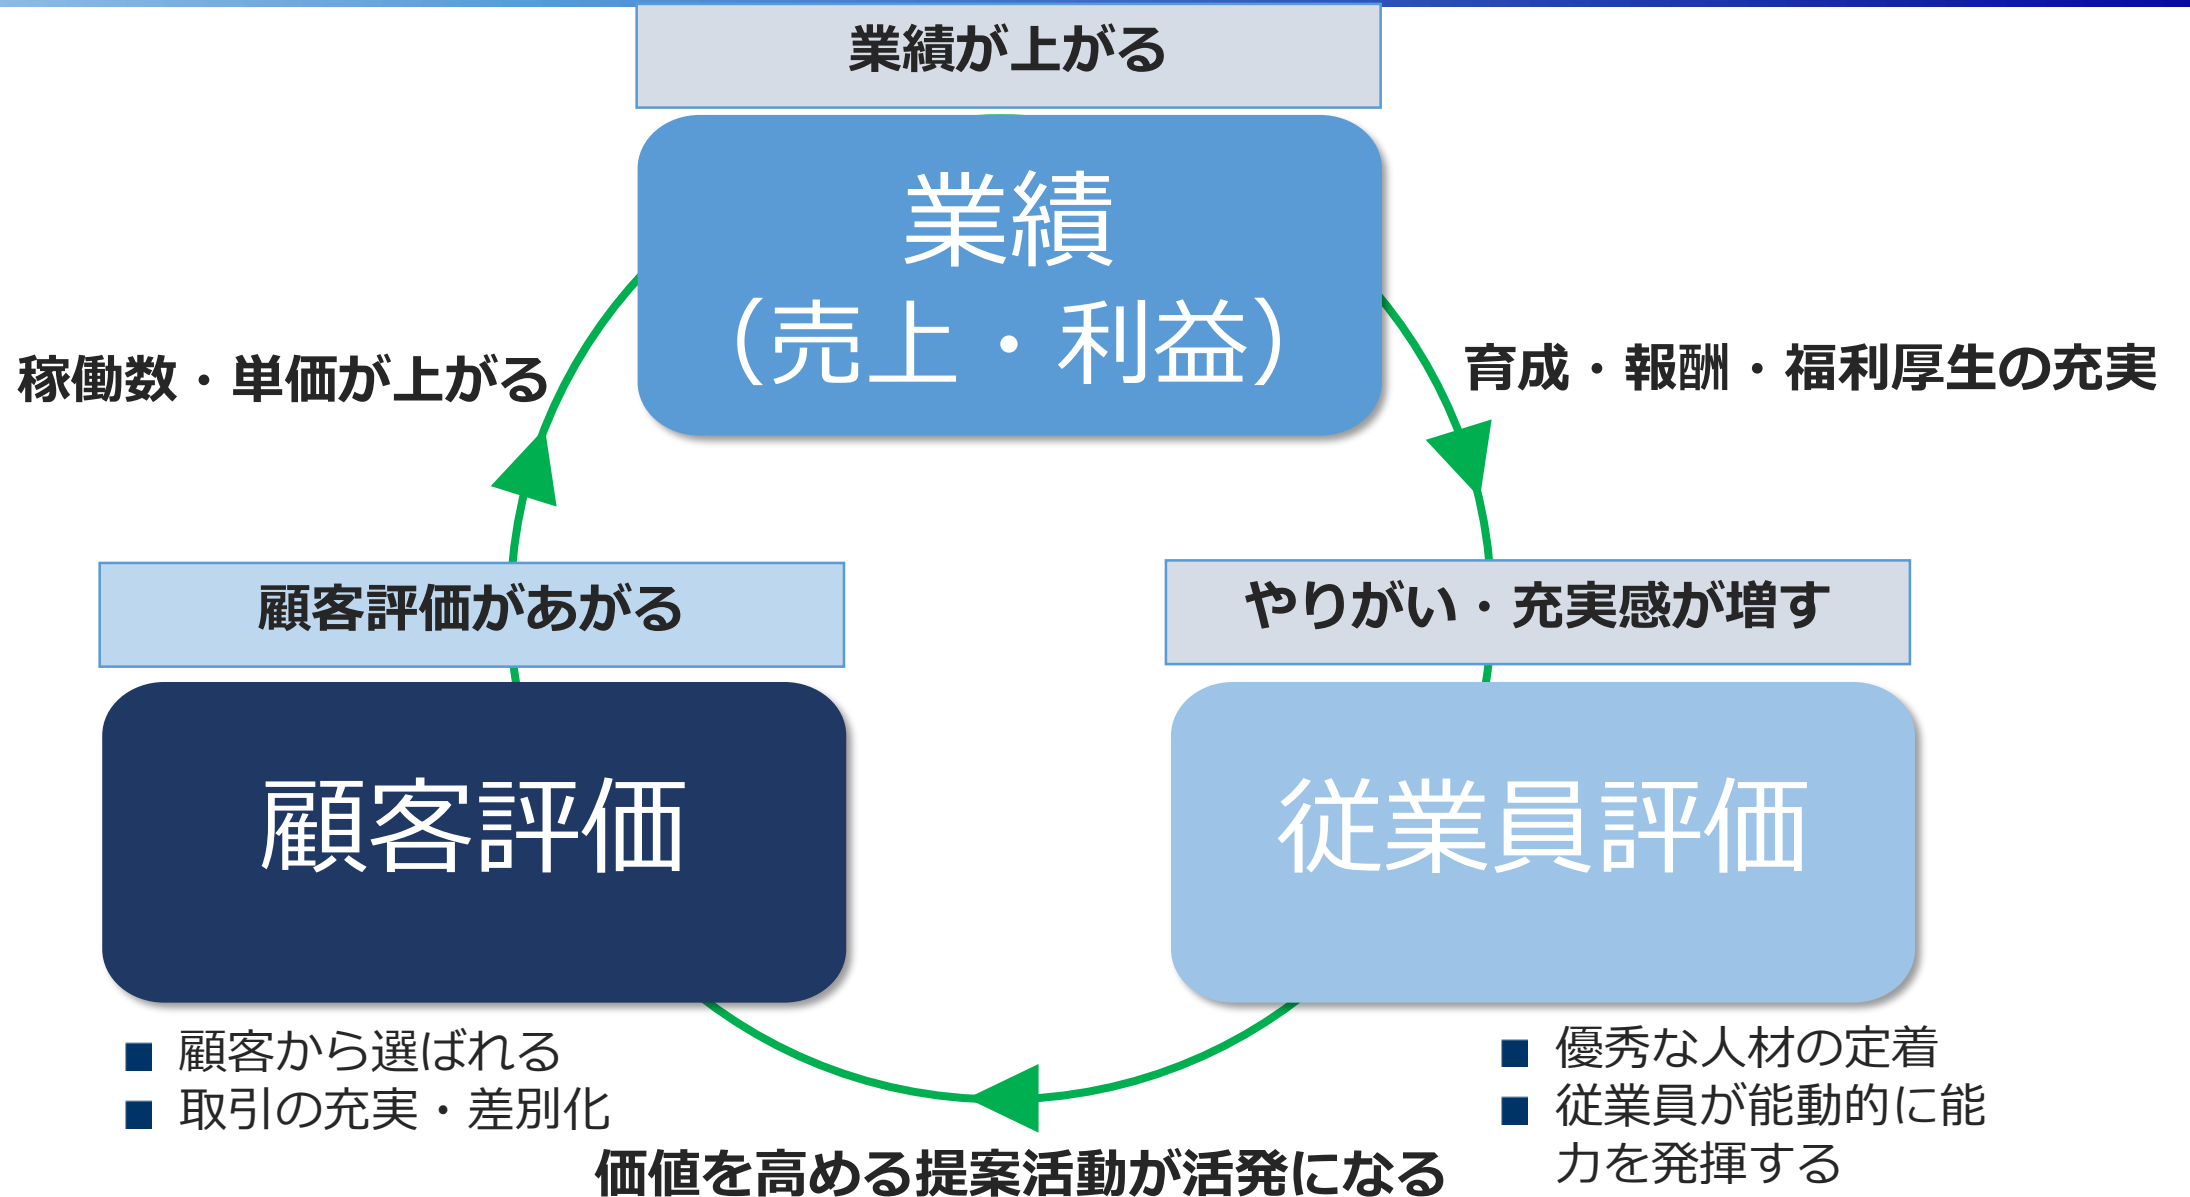 業績が上がる
業績
（売上・利益）
稼働数・単価が上がる
育成・報酬・福利厚生の充実
顧客評価があがる
やりがい・充実感が増す
顧客評価
従業員評価
■ 顧客から選ばれる
■ 取引の充実・差別化
■ 優秀な人材の定着
■ 従業員が能動的に能
力を発揮する
価値を高める提案活動が活発になる